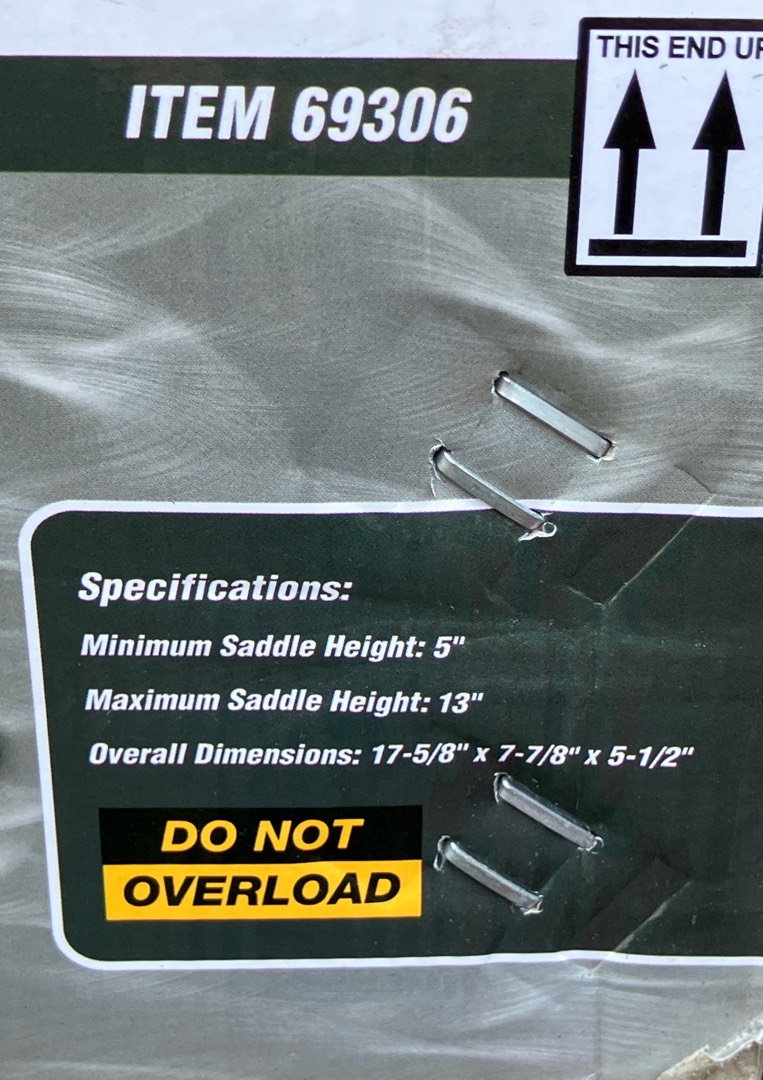 THIS END UP
ITEM 69306
Specifications:
Minimum Saddle Height: 5"
Maximum Saddle Height: 13"
Overall Dimensions: 17-5/8" x 7-7/8" x 5-1/2"
DO NOT
OVERLOAD